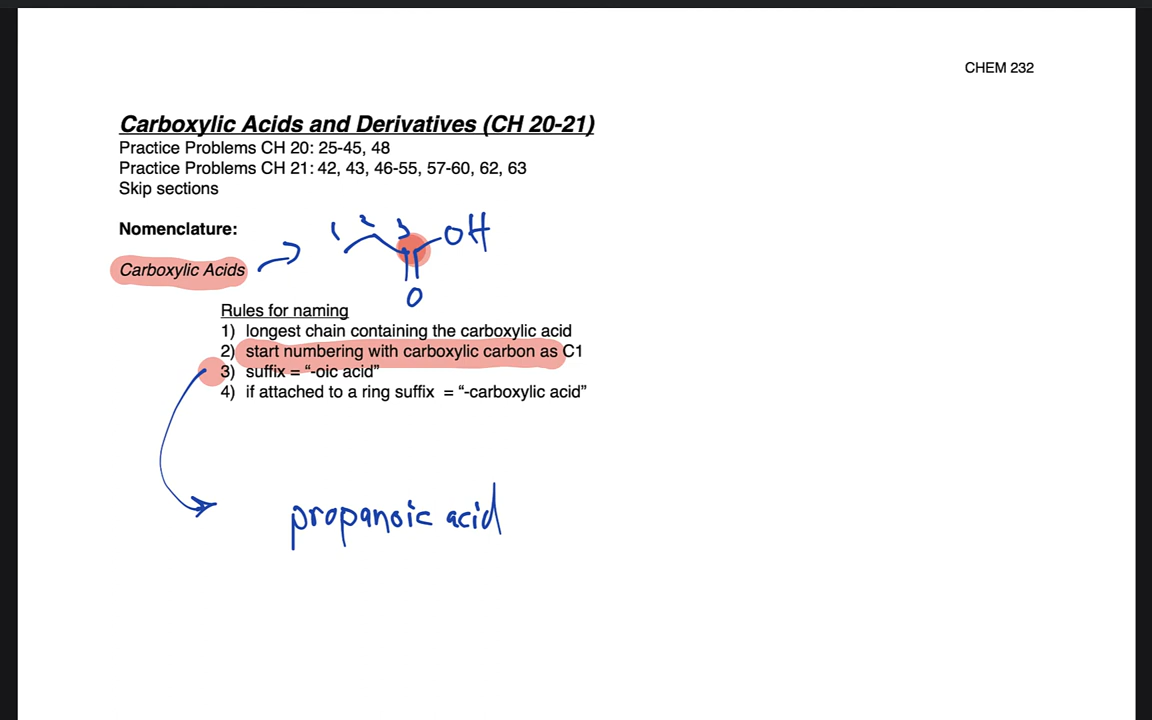 CHEM 232
Carboxylic Acids and Derivatives (CH 20-21)
Practice Problems CH 20: 25-45, 48
Practice Problems CH 21: 42, 43, 46-55, 57-60, 62, 63
Skip sections
Nomenclature:
1 2 3 OH
Carboxylic Acids
O
Rules for naming
1) longest chain containing the carboxylic acid
2) start numbering with carboxylic carbon as C1
3) suffix = “-oic acid”
4) if attached to a ring suffix = “-carboxylic acid”
propanoic acid